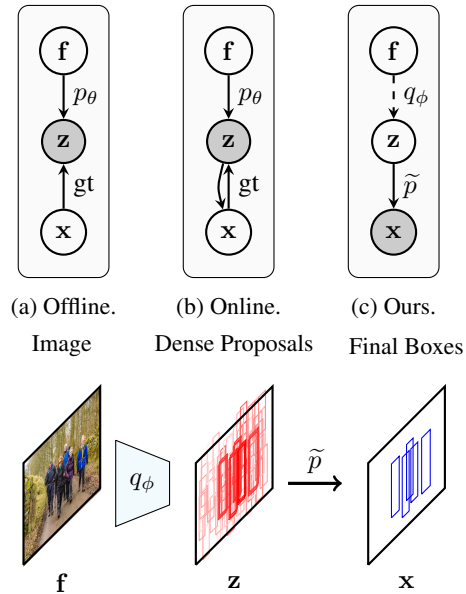 f f f
p_θ p_θ q_ϕ
z z z
gt gt p̃
x x x
(a) Offline. (b) Online. (c) Ours.
Image Dense Proposals Final Boxes
q_ϕ p̃
f z x